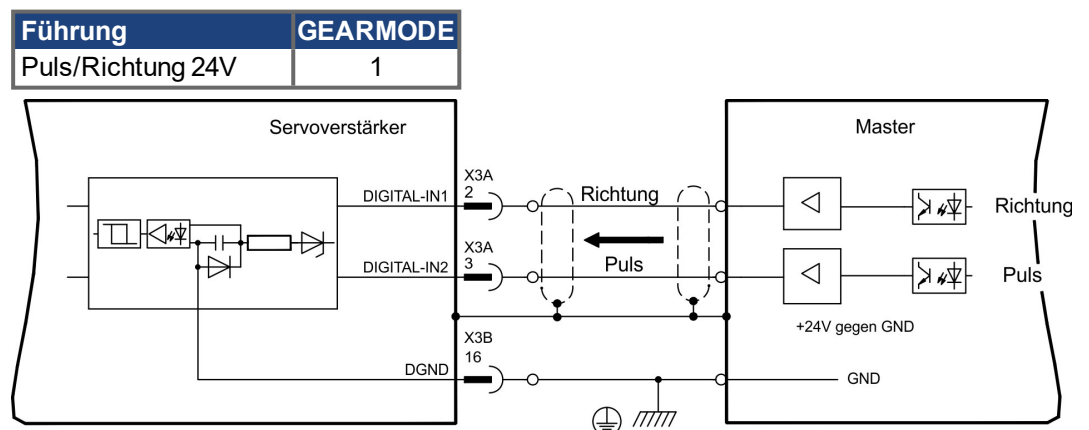 Führung GEARMODE
Puls/Richtung 24V 1
Servoverstärker
Master
X3A
2
DIGITAL-IN1
Richtung
Richtung
X3A
3
DIGITAL-IN2
Puls
Puls
+24V gegen GND
X3B
16
DGND
GND